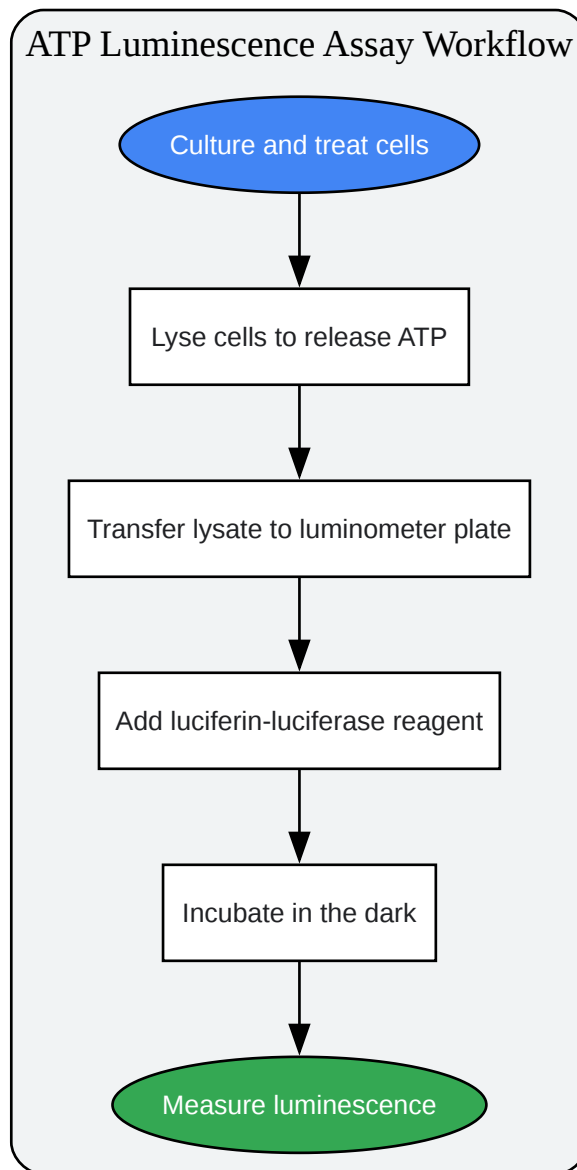 ATP Luminescence Assay Workflow
Culture and treat cells
Lyse cells to release ATP
Transfer lysate to luminometer plate
Add luciferin-luciferase reagent
Incubate in the dark
Measure luminescence